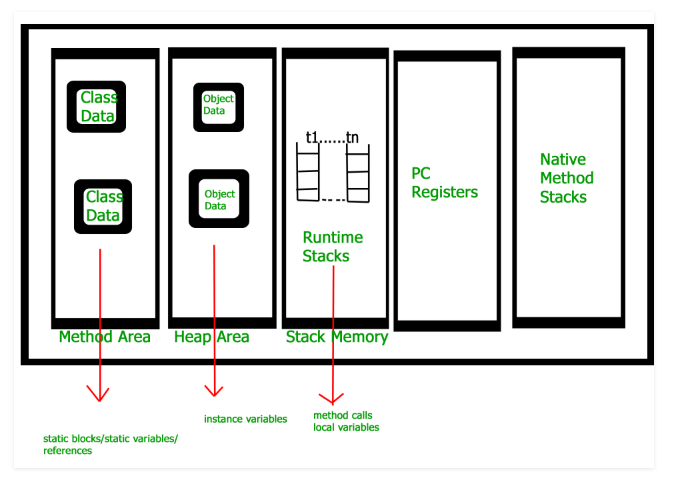 Class
Data
Class
Data
Method Area
static blocks/static variables/
references
Object
Data
Object
Data
Heap Area
instance variables
t1......tn
Runtime
Stacks
Stack Memory
method calls
local variables
PC
Registers
Native
Method
Stacks